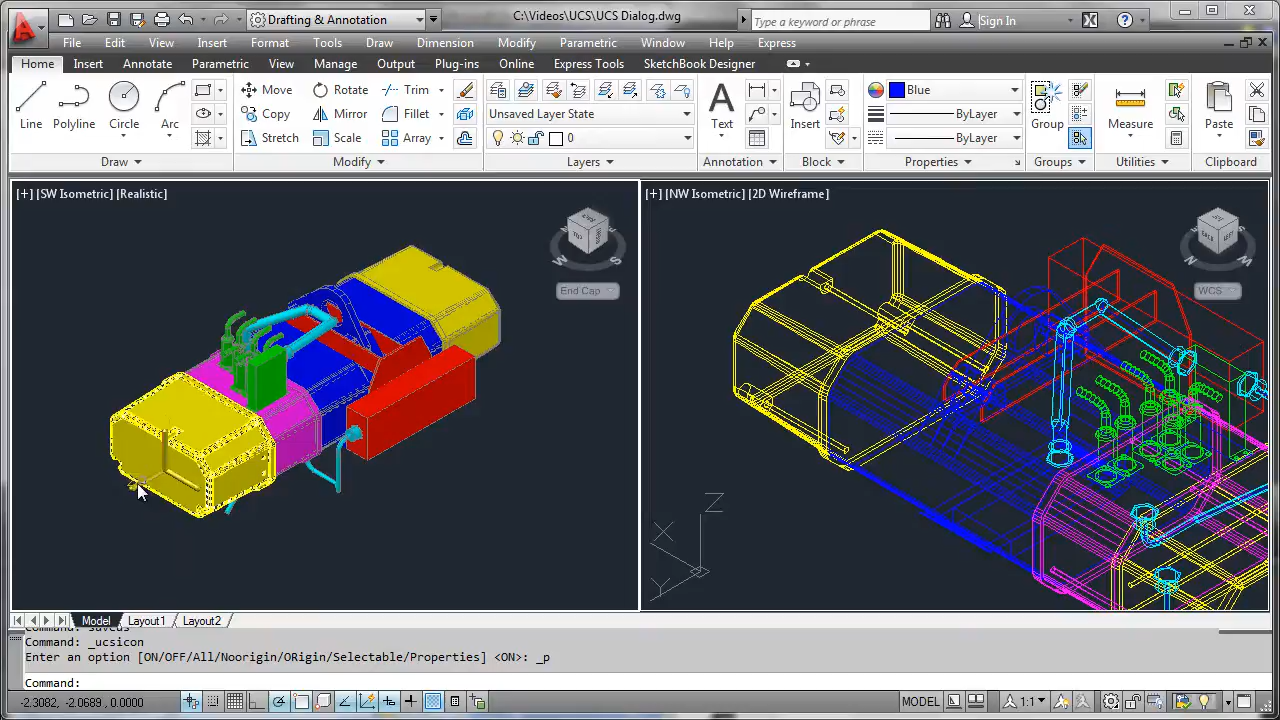 Drafting & Annotation
C:\Videos\UCS\UCS Dialog.dwg
Type a keyword or phrase
Sign In
File Edit View Insert Format Tools Draw Dimension Modify Parametric Window Help Express
Home Insert Annotate Parametric View Manage Output Plug-ins Online Express Tools SketchBook Designer
Line
Polyline
Circle
Arc
Move
Rotate
Trim
Copy
Mirror
Fillet
Stretch
Scale
Array
Unsaved Layer State
0
Text
Insert
Blue
ByLayer
ByLayer
Group
Measure
Paste
Draw
Modify
Layers
Annotation
Block
Properties
Groups
Utilities
Clipboard
[+] [SW Isometric] [Realistic]
W
S
End Cap
[+] [NW Isometric] [2D Wireframe]
W
N
WCS
Z
X
Y
Model Layout1 Layout2
Command: _ucsicon
Enter an option [ON/OFF/All/Noorigin/ORigin/Selectable/Properties] <ON>: _p
Command:
-2.3082, -2.0689, 0.0000
MODEL
1:1